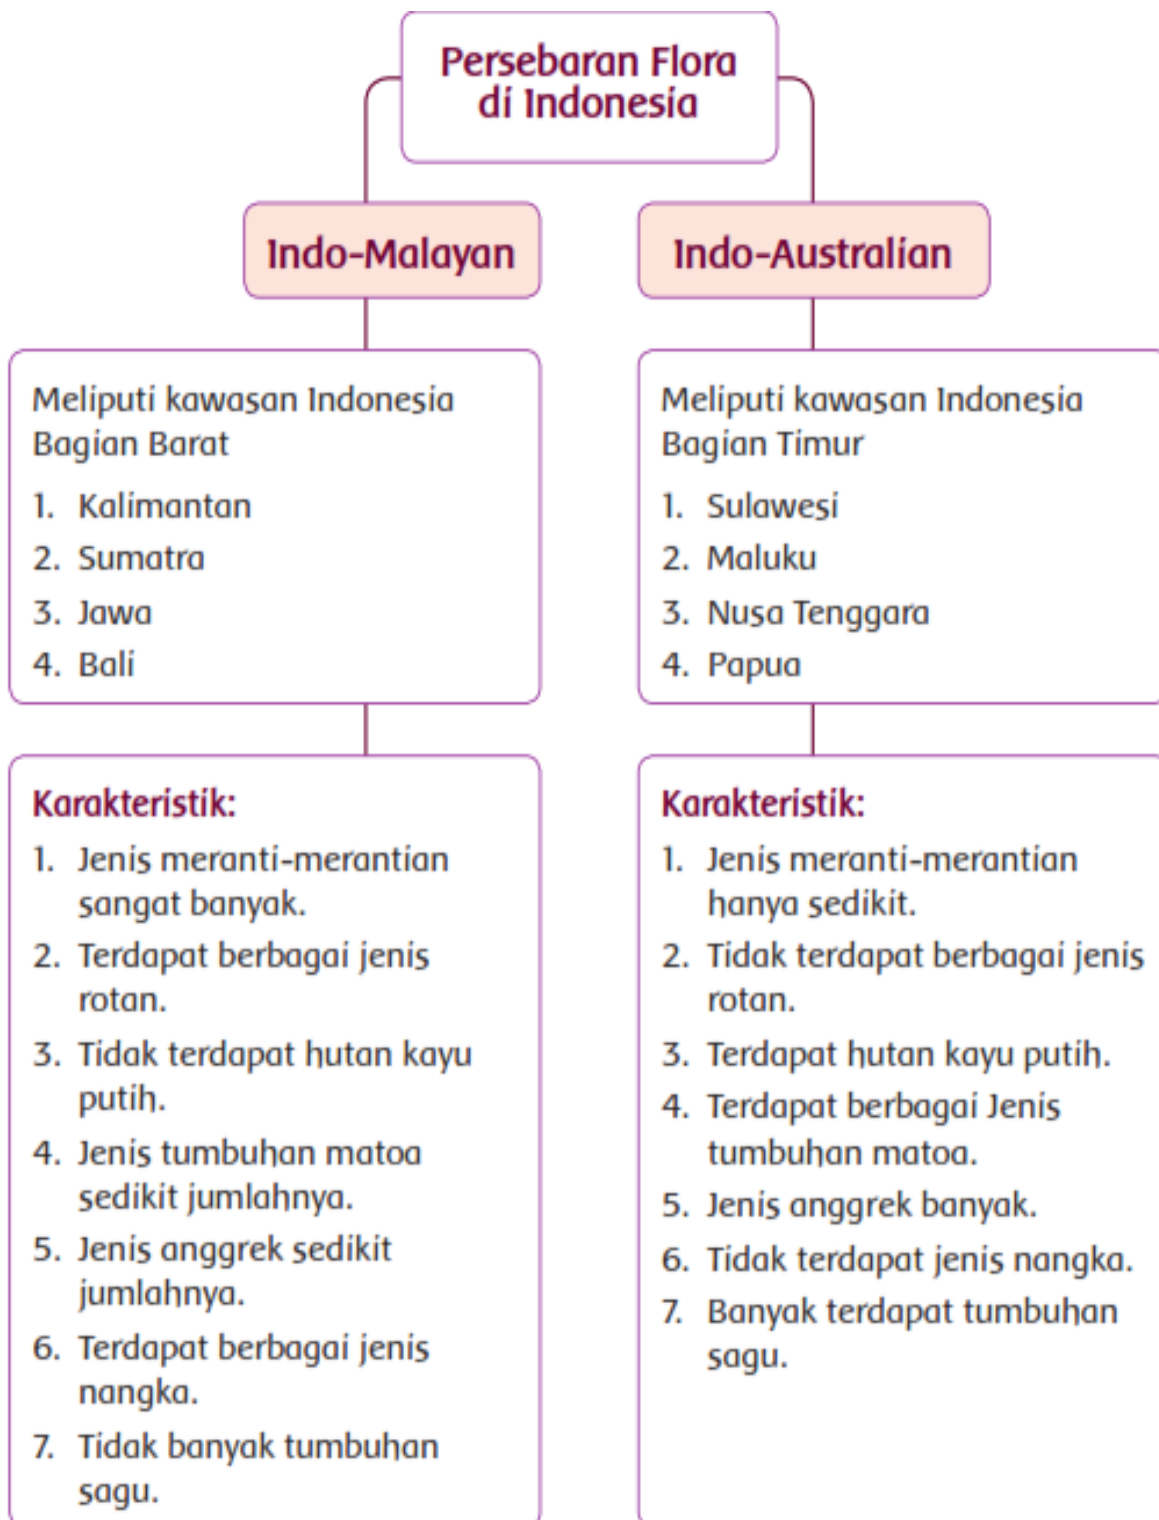 Persebaran Flora
di Indonesia
Indo-Malayan
Meliputi kawasan Indonesia
Bagian Barat
1. Kalimantan
2. Sumatra
3. Jawa
4. Bali
Karakteristik:
1. Jenis meranti-merantian
sangat banyak.
2. Terdapat berbagai jenis
rotan.
3. Tidak terdapat hutan kayu
putih.
4. Jenis tumbuhan matoa
sedikit jumlahnya.
5. Jenis anggrek sedikit
jumlahnya.
6. Terdapat berbagai jenis
nangka.
7. Tidak banyak tumbuhan
sagu.
Indo-Australian
Meliputi kawasan Indonesia
Bagian Timur
1. Sulawesi
2. Maluku
3. Nusa Tenggara
4. Papua
Karakteristik:
1. Jenis meranti-merantian
hanya sedikit.
2. Tidak terdapat berbagai jenis
rotan.
3. Terdapat hutan kayu putih.
4. Terdapat berbagai Jenis
tumbuhan matoa.
5. Jenis anggrek banyak.
6. Tidak terdapat jenis nangka.
7. Banyak terdapat tumbuhan
sagu.